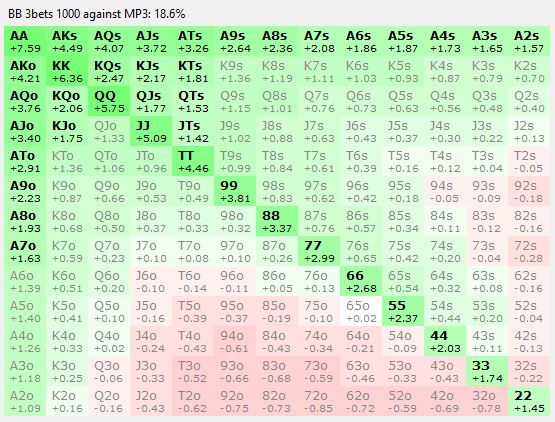 BB 3bets 1000 against MP3: 18.6%
AA AKs AQs AJs ATs A9s A8s A7s A6s A5s A4s A3s A2s
+7.59 +4.49 +4.07 +3.72 +3.26 +2.64 +2.36 +2.08 +1.86 +1.87 +1.73 +1.65 +1.57
AKo KK KQs KJs KTs K9s K8s K7s K6s K5s K4s K3s K2s
+4.21 +6.36 +2.47 +2.17 +1.81 +1.36 +1.19 +1.11 +1.03 +0.93 +0.87 +0.79 +0.70
AQo KQo QQ QJs QTs Q9s Q8s Q7s Q6s Q5s Q4s Q3s Q2s
+3.76 +2.06 +5.75 +1.77 +1.53 +1.15 +1.01 +0.76 +0.73 +0.63 +0.56 +0.48 +0.40
AJo KJo QJo JJ JTs J9s J8s J7s J6s J5s J4s J3s J2s
+3.40 +1.75 +1.33 +5.09 +1.42 +1.02 +0.88 +0.63 +0.43 +0.37 +0.30 +0.22 +0.13
ATo KTo QTo JTo TT T9s T8s T7s T6s T5s T4s T3s T2s
+2.91 +1.36 +1.06 +0.96 +4.46 +0.99 +0.84 +0.61 +0.39 +0.16 +0.12 +0.04 -0.05
A9o K9o Q9o J9o T9o 99 98s 97s 96s 95s 94s 93s 92s
+2.23 +0.87 +0.66 +0.53 +0.49 +3.81 +0.83 +0.62 +0.42 +0.18 -0.05 -0.09 -0.18
A8o K8o Q8o J8o T8o 98o 88 87s 86s 85s 84s 83s 82s
+1.93 +0.68 +0.50 +0.37 +0.33 +0.32 +3.37 +0.76 +0.57 +0.34 +0.11 -0.12 -0.16
A7o K7o Q7o J7o T7o 97o 87o 77 76s 75s 74s 73s 72s
+1.63 +0.59 +0.23 +0.10 +0.08 +0.10 +0.26 +2.99 +0.65 +0.42 +0.20 -0.04 -0.28
A6o K6o Q6o J6o T6o 96o 86o 76o 66 65s 64s 63s 62s
+1.39 +0.51 +0.20 -0.10 -0.14 -0.11 +0.05 +0.13 +2.68 +0.54 +0.32 +0.08 -0.16
A5o K5o Q5o J5o T5o 95o 85o 75o 65o 55 54s 53s 52s
+1.40 +0.41 +0.10 -0.16 -0.39 -0.37 -0.19 -0.10 +0.02 +2.37 +0.44 +0.20 -0.04
A4o K4o Q4o J4o T4o 94o 84o 74o 64o 54o 44 43s 42s
+1.26 +0.33 +0.02 -0.24 -0.43 -0.61 -0.43 -0.34 -0.21 -0.09 +2.03 +0.11 -0.13
A3o K3o Q3o J3o T3o 93o 83o 73o 63o 53o 43o 33 32s
+1.18 +0.25 -0.06 -0.33 -0.52 -0.66 -0.68 -0.59 -0.46 -0.33 -0.43 +1.74 -0.22
A2o K2o Q2o J2o T2o 92o 82o 72o 62o 52o 42o 32o 22
+1.09 +0.16 -0.16 -0.43 -0.62 -0.75 -0.73 -0.85 -0.72 -0.59 -0.69 -0.78 +1.45